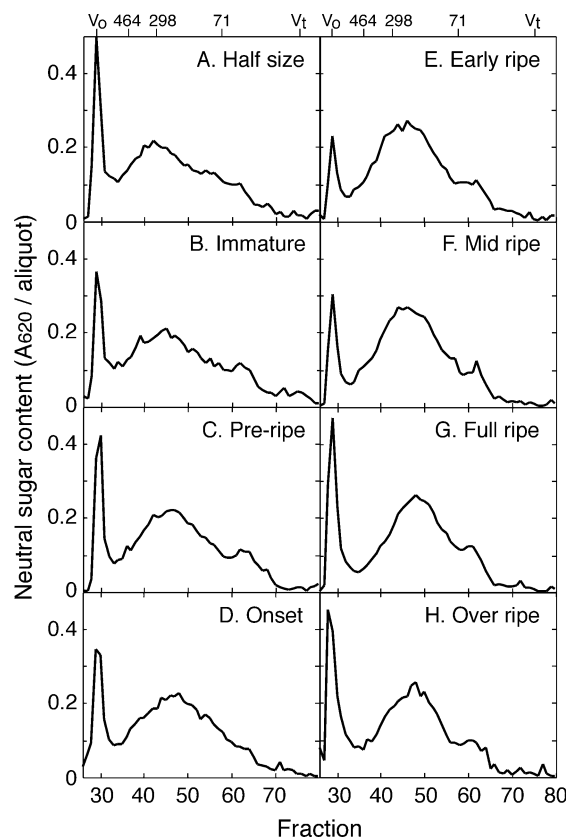 Vo 464 298 71 Vt Vo 464 298 71 Vt
A. Half size
E. Early ripe
0.4
0.2
0
B. Immature
F. Mid ripe
0.4
0.2
0
C. Pre-ripe
G. Full ripe
0.4
0.2
0
D. Onset
H. Over ripe
0.4
0.2
0
30 40 50 60 70 30 40 50 60 70 80
Neutral sugar content (A620 / aliquot)
Fraction